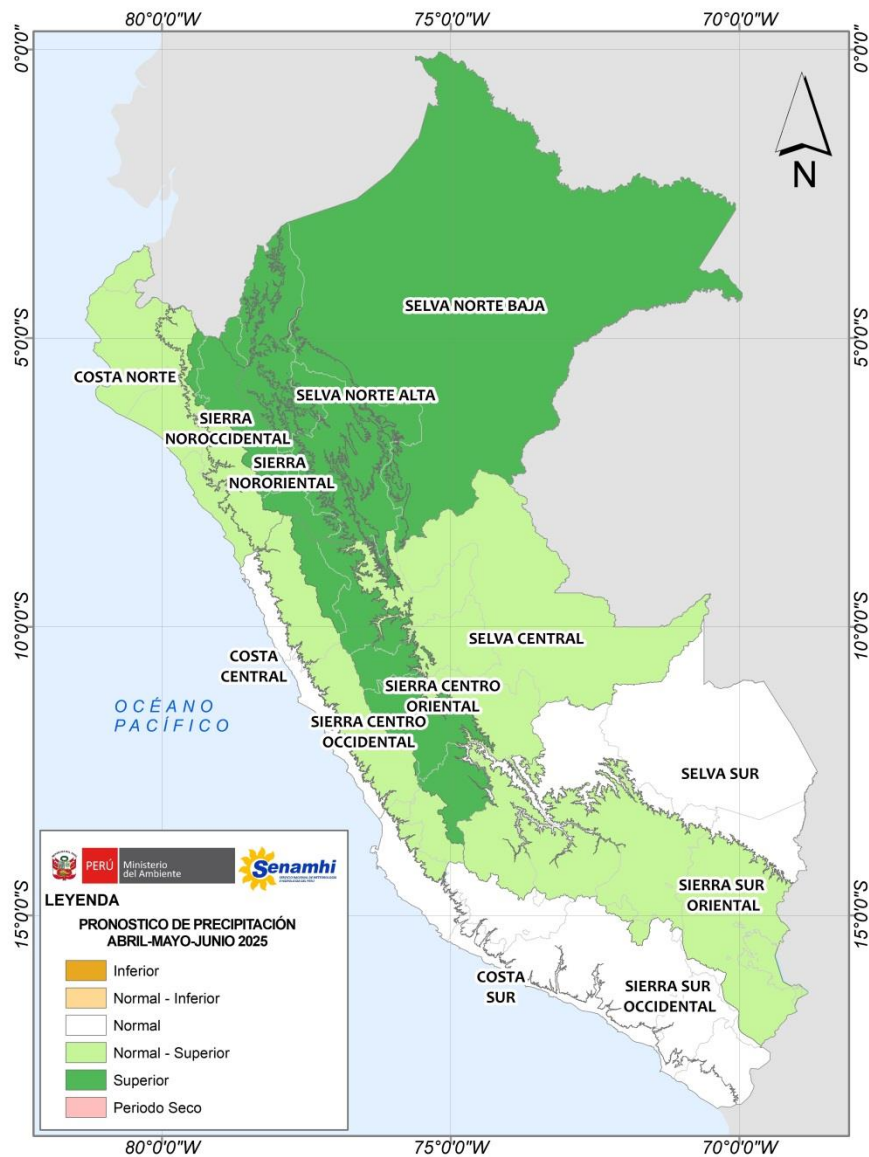 80°0'0"W 75°0'0"W 70°0'0"W
0°0'0"
0°0'0"
N
SELVA NORTE BAJA
5°0'0"S
5°0'0"S
COSTA NORTE
SELVA NORTE ALTA
SIERRA
NOROCCIDENTAL
SIERRA
NORORIENTAL
10°0'0"S
10°0'0"S
SELVA CENTRAL
COSTA
CENTRAL
SIERRA CENTRO
ORIENTAL
OCÉANO
PACÍFICO
SIERRA CENTRO
OCCIDENTAL
SELVA SUR
SIERRA SUR
ORIENTAL
15°0'0"S
15°0'0"S
COSTA
SUR
SIERRA SUR
OCCIDENTAL
PERÚ
Ministerio
del Ambiente
Senamhi
LEYENDA
PRONOSTICO DE PRECIPITACIÓN
ABRIL-MAYO-JUNIO 2025
Inferior
Normal - Inferior
Normal
Normal - Superior
Superior
Periodo Seco
80°0'0"W 75°0'0"W 70°0'0"W